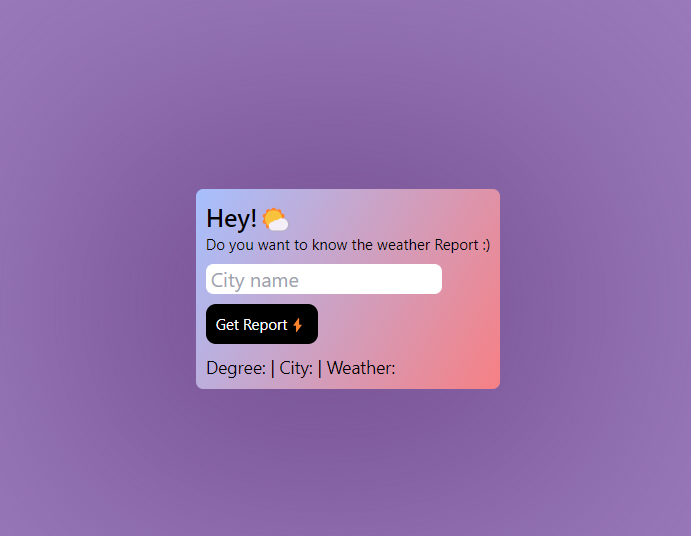 Hey! 🌤️
Do you want to know the weather Report :)
City name
Get Report⚡
Degree: | City: | Weather: